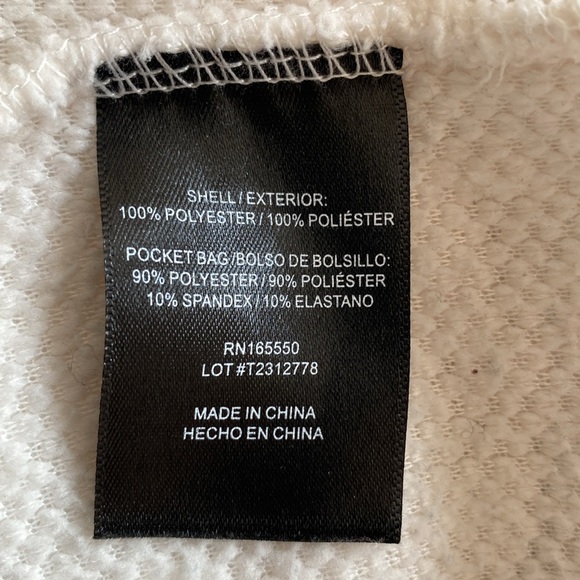 SHELL/EXTERIOR:
100% POLYESTER/100% POLIÉSTER
POCKET BAG/BOLSO DE BOLSILLO:
90% POLYESTER/90% POLIÉSTER
10% SPANDEX/10% ELASTANO
RN165550
LOT #T2312778
MADE IN CHINA
HECHO EN CHINA